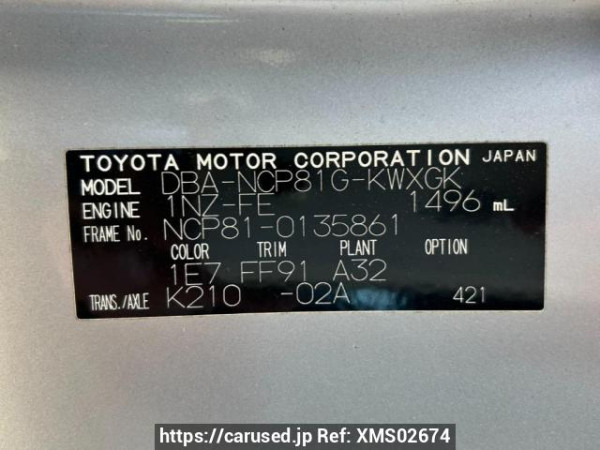 TOYOTA MOTOR CORPORATION JAPAN
MODEL DBA-NCP81G-KWXGK
ENGINE 1NZ-FE 1496 mL
FRAME NO. NCP81-0135861
COLOR TRIM PLANT OPTION
1E7 FF91 A32
TRANS./AXLE K210 -02A 421
https://carused.jp Ref: XMS02674